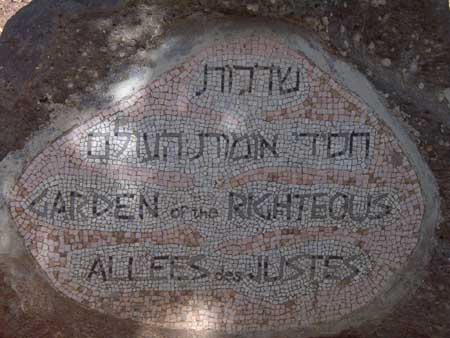 שדרות
חסידי אומות העולם
GARDEN of the RIGHTEOUS
ALLEES des JUSTES